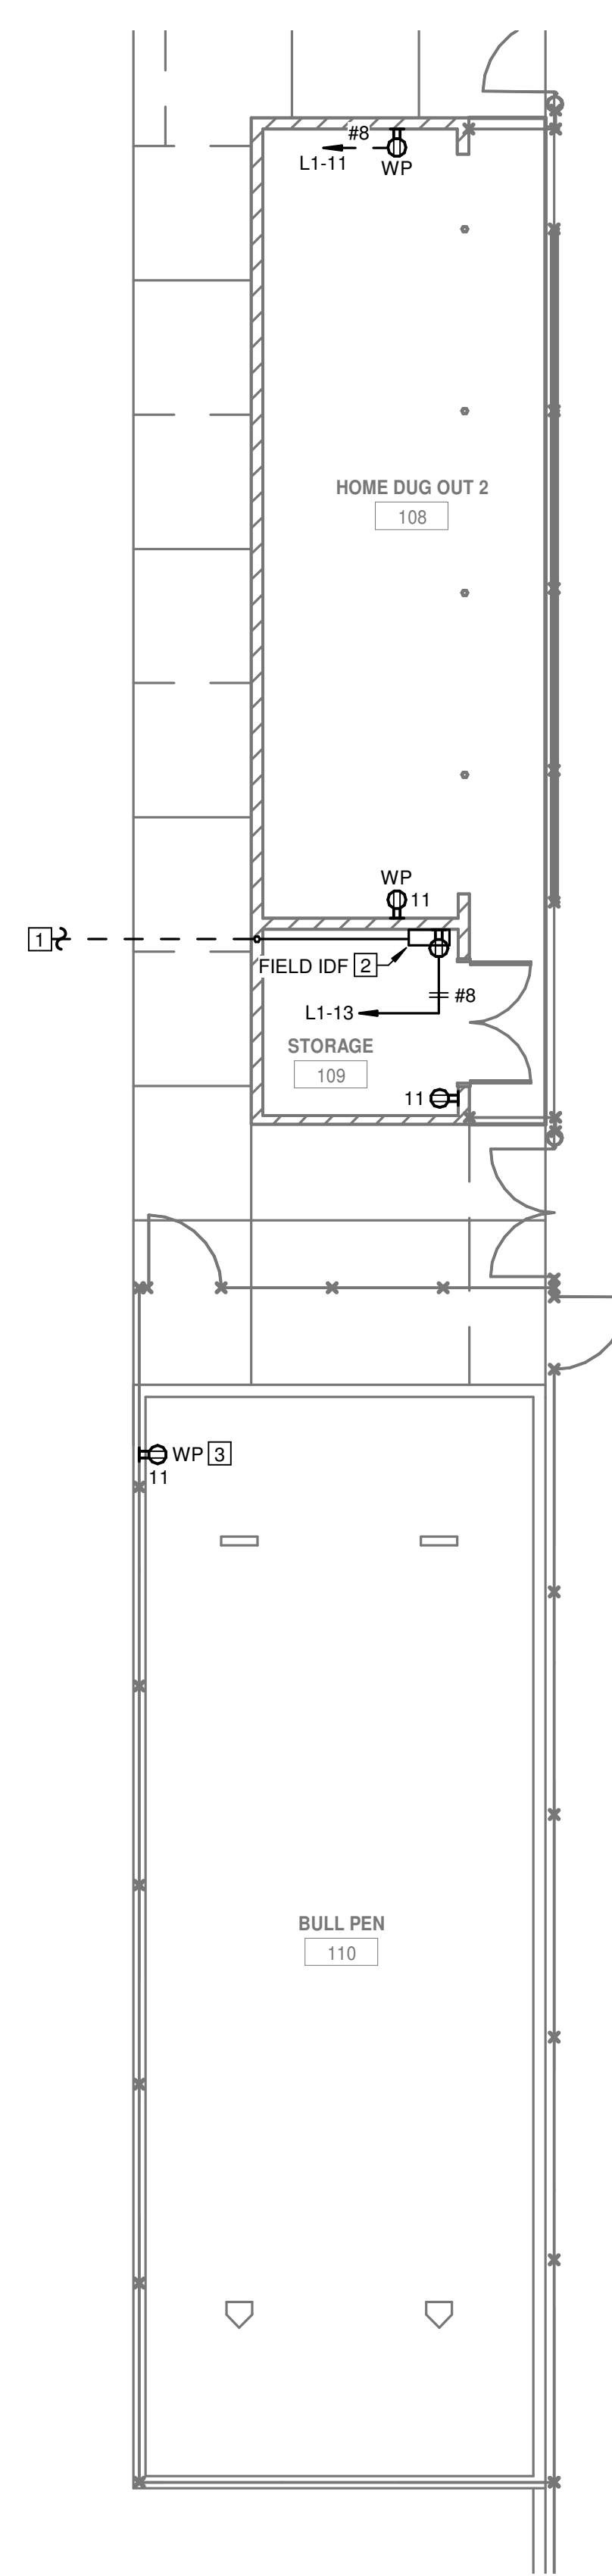 #8
L1-11
WP
HOME DUG OUT 2
108
WP
11
1
FIELD IDF 2
#8
L1-13
STORAGE
109
11
WP 3
11
BULL PEN
110